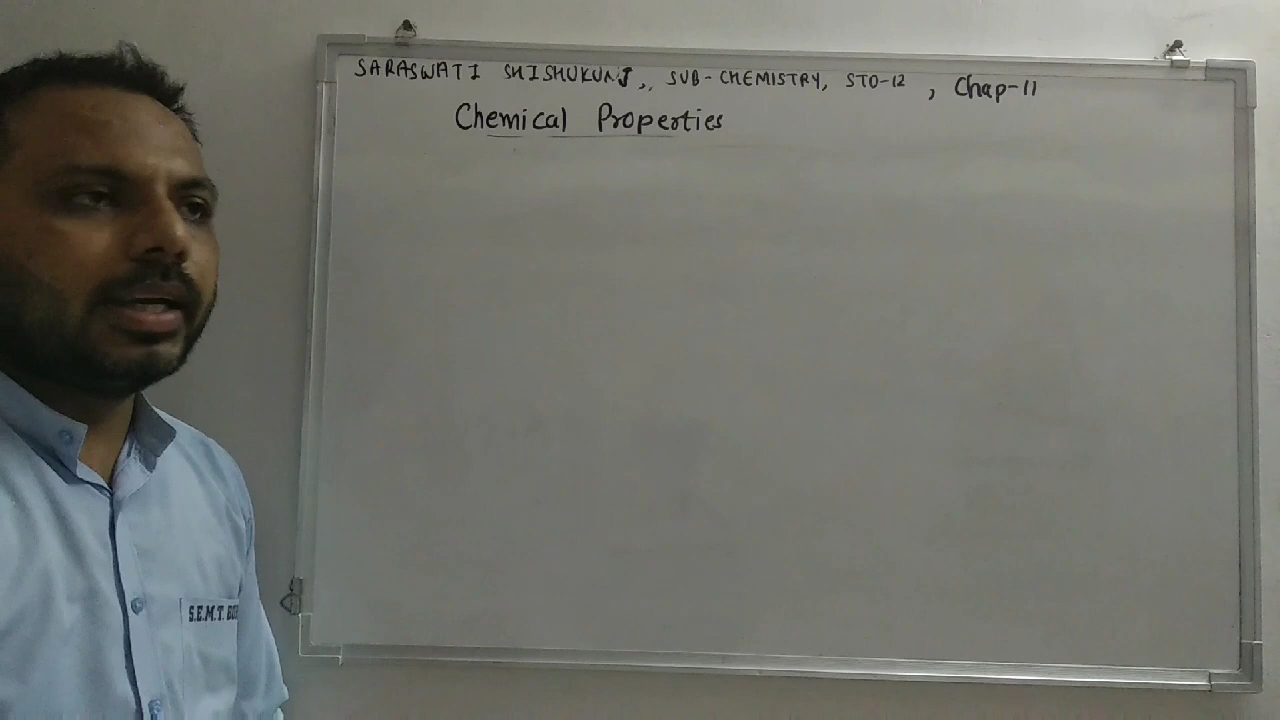 SARASWATI SHISHUKUNJ, SUB-CHEMISTRY, STD-12, Chap-11
Chemical Properties
S.E.M.T.